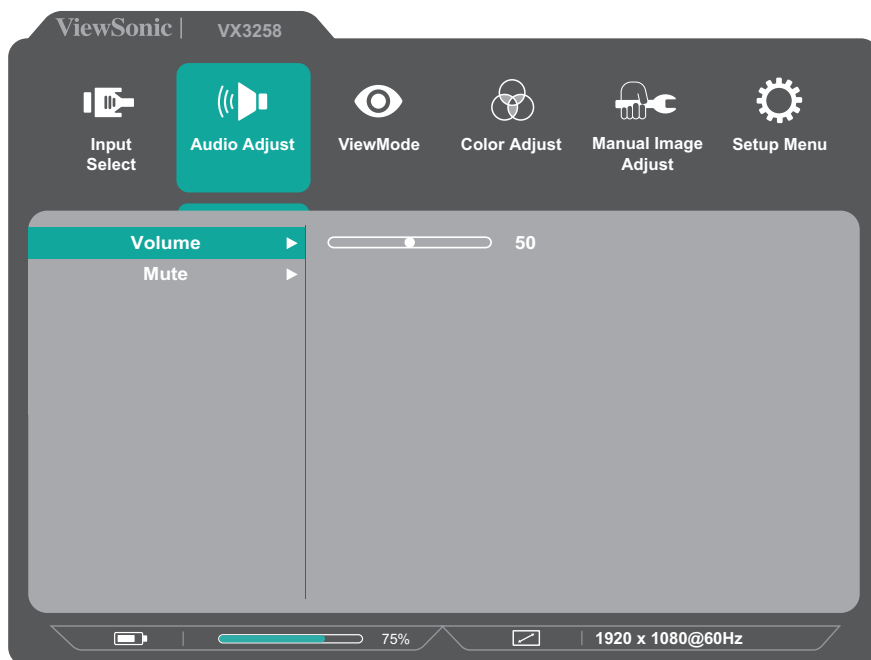 ViewSonic | VX3258
Input Select
Audio Adjust
ViewMode
Color Adjust
Manual Image Adjust
Setup Menu
Volume 50
Mute
75%
1920 x 1080@60Hz